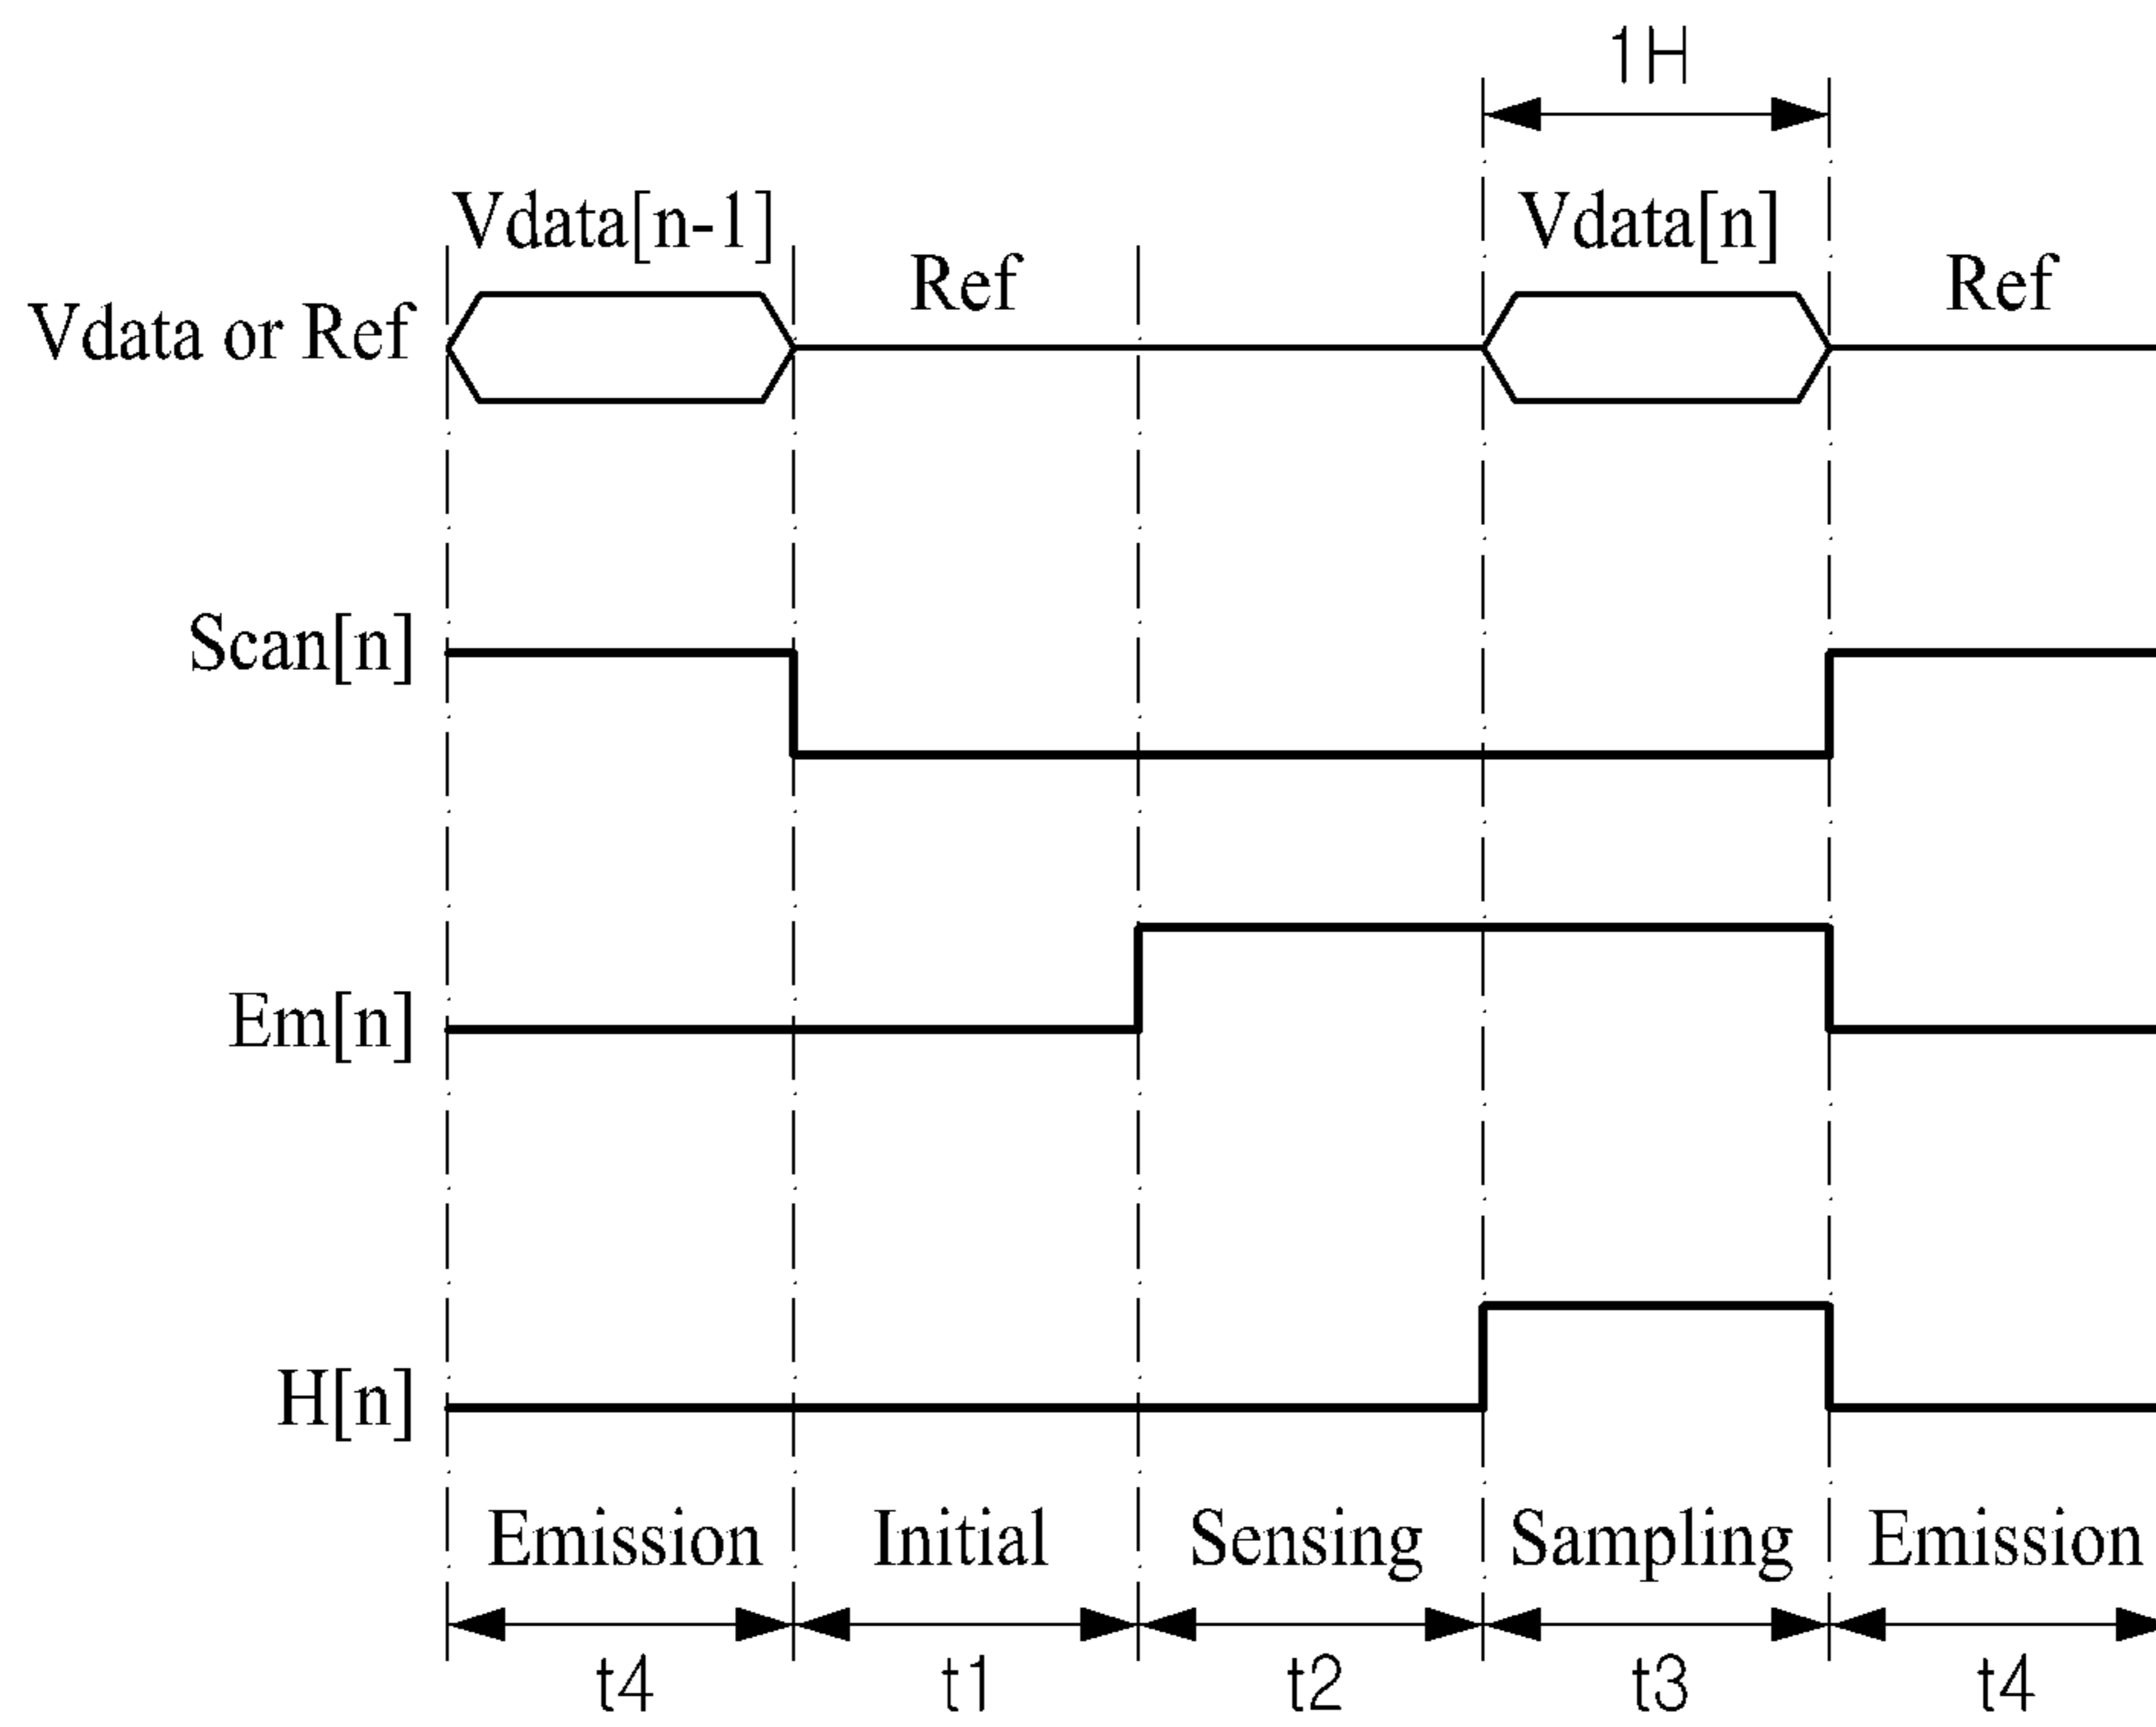 1H
Vdata[n-1]
Vdata[n]
Ref
Ref
Vdata or Ref
Scan[n]
Em[n]
H[n]
Emission
Initial
Sensing
Sampling
Emission
t4
t1
t2
t3
t4